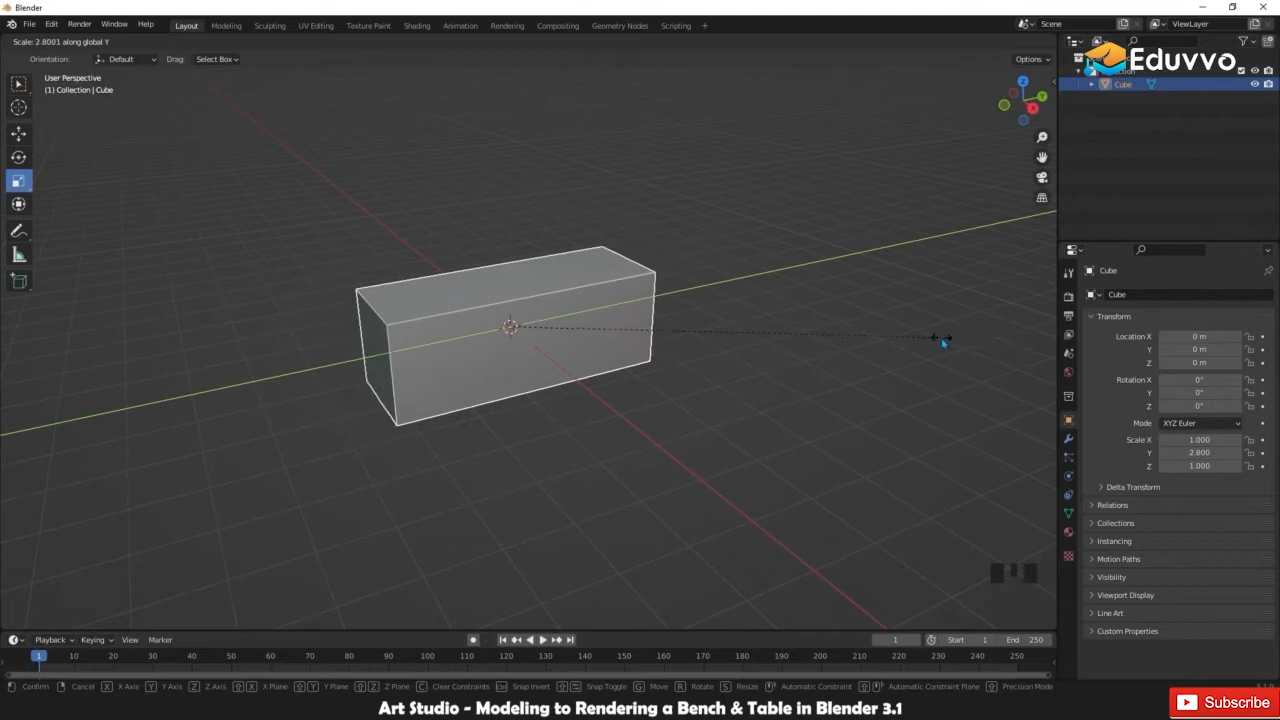 Blender
File Edit Render Window Help Layout Modeling Sculpting UV Editing Texture Paint Shading Animation Rendering Compositing Geometry Nodes Scripting + Scene ViewLayer
Scale: 2.8001 along global Y
Orientation: Default Drag: Select Box Options
Eduvvo
User Perspective
(1) Collection | Cube
Cube
Z
Y
X
Cube
Cube
Transform
Location X 0 m
Y 0 m
Z 0 m
Rotation X 0°
Y 0°
Z 0°
Mode XYZ Euler
Scale X 1.000
Y 2.800
Z 1.000
Delta Transform
Relations
Collections
Instancing
Motion Paths
Visibility
Viewport Display
Line Art
Custom Properties
Playback Keying View Marker 1 Start 1 End 250
1 10 20 30 40 50 60 70 80 90 100 110 120 130 140 150 160 170 180 190 200 210 220 230 240 250
Confirm Cancel X X Axis Y Y Axis Z Z Axis X X Plane Y Y Plane Z Z Plane C Clear Constraints Ctrl Snap Invert Snap Toggle G Move R Rotate S Resize Automatic Constraint Automatic Constraint Plane Precision Mode
Subscribe
Art Studio - Modeling to Rendering a Bench & Table in Blender 3.1